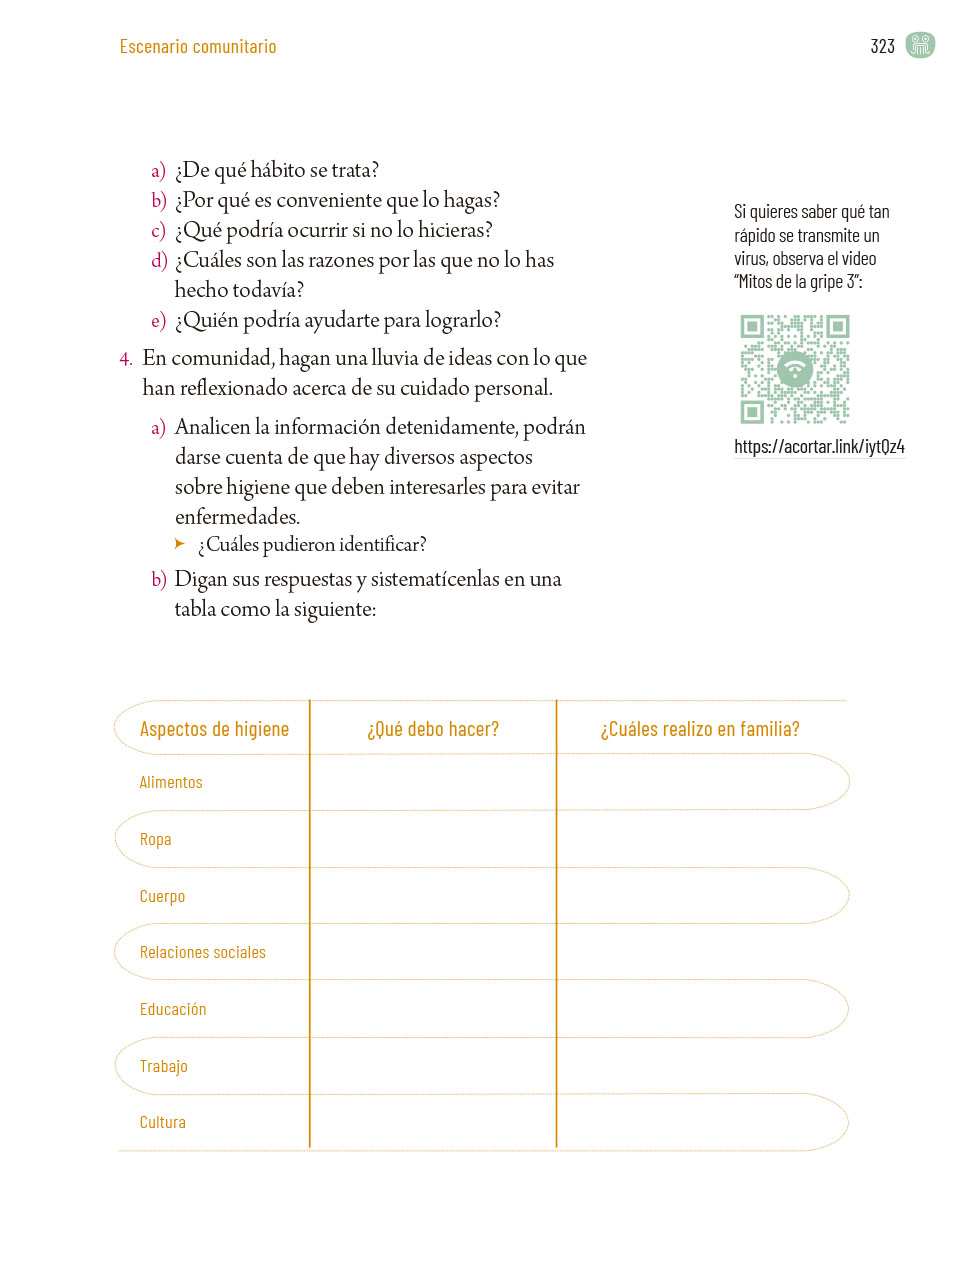 Escenario comunitario
323
a) ¿De qué hábito se trata?
b) ¿Por qué es conveniente que lo hagas?
c) ¿Qué podría ocurrir si no lo hicieras?
d) ¿Cuáles son las razones por las que no lo has
hecho todavía?
e) ¿Quién podría ayudarte para lograrlo?
4. En comunidad, hagan una lluvia de ideas con lo que
han reflexionado acerca de su cuidado personal.
a) Analicen la información detenidamente, podrán
darse cuenta de que hay diversos aspectos
sobre higiene que deben interesarles para evitar
enfermedades.
➤ ¿Cuáles pudieron identificar?
b) Digan sus respuestas y sistematícenlas en una
tabla como la siguiente:
Si quieres saber qué tan
rápido se transmite un
virus, observa el video
“Mitos de la gripe 3”:
https://acortar.link/iytQz4
Aspectos de higiene ¿Qué debo hacer? ¿Cuáles realizo en familia?
Alimentos
Ropa
Cuerpo
Relaciones sociales
Educación
Trabajo
Cultura